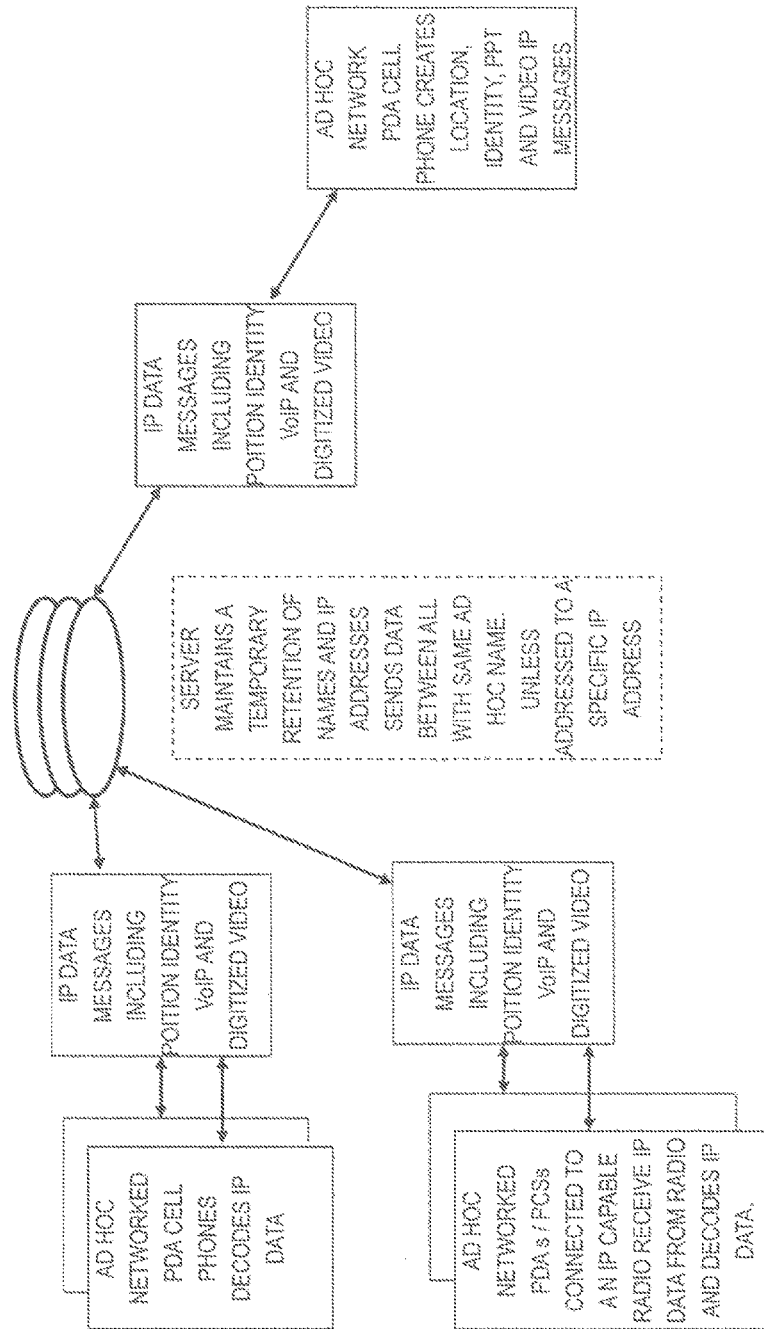 AD HOC
NETWORKED
PDA CELL
PHONES
DECODES IP
DATA
IP DATA
MESSAGES
INCLUDING
POITION IDENTITY
VoIP AND
DIGITIZED VIDEO
AD HOC
NETWORKED
PDA s / PCSs
CONNECTED TO
A N IP CAPABLE
RADIO RECEIVE IP
DATA FROM RADIO
AND DECODES IP
DATA.
IP DATA
MESSAGES
INCLUDING
POITION IDENTITY
VoIP AND
DIGITIZED VIDEO
SERVER
MAINTAINS A
TEMPORARY
RETENTION OF
NAMES AND IP
ADDRESSES
SENDS DATA
BETWEEN ALL
WITH SAME AD
HOC NAME.
UNLESS
ADDRESSED TO A
SPECIFIC IP
ADDRESS
IP DATA
MESSAGES
INCLUDING
POITION IDENTITY
VoIP AND
DIGITIZED VIDEO
AD HOC
NETWORK
PDA CELL
PHONE CREATES
LOCATION,
IDENTITY, PPT
AND VIDEO IP
MESSAGES